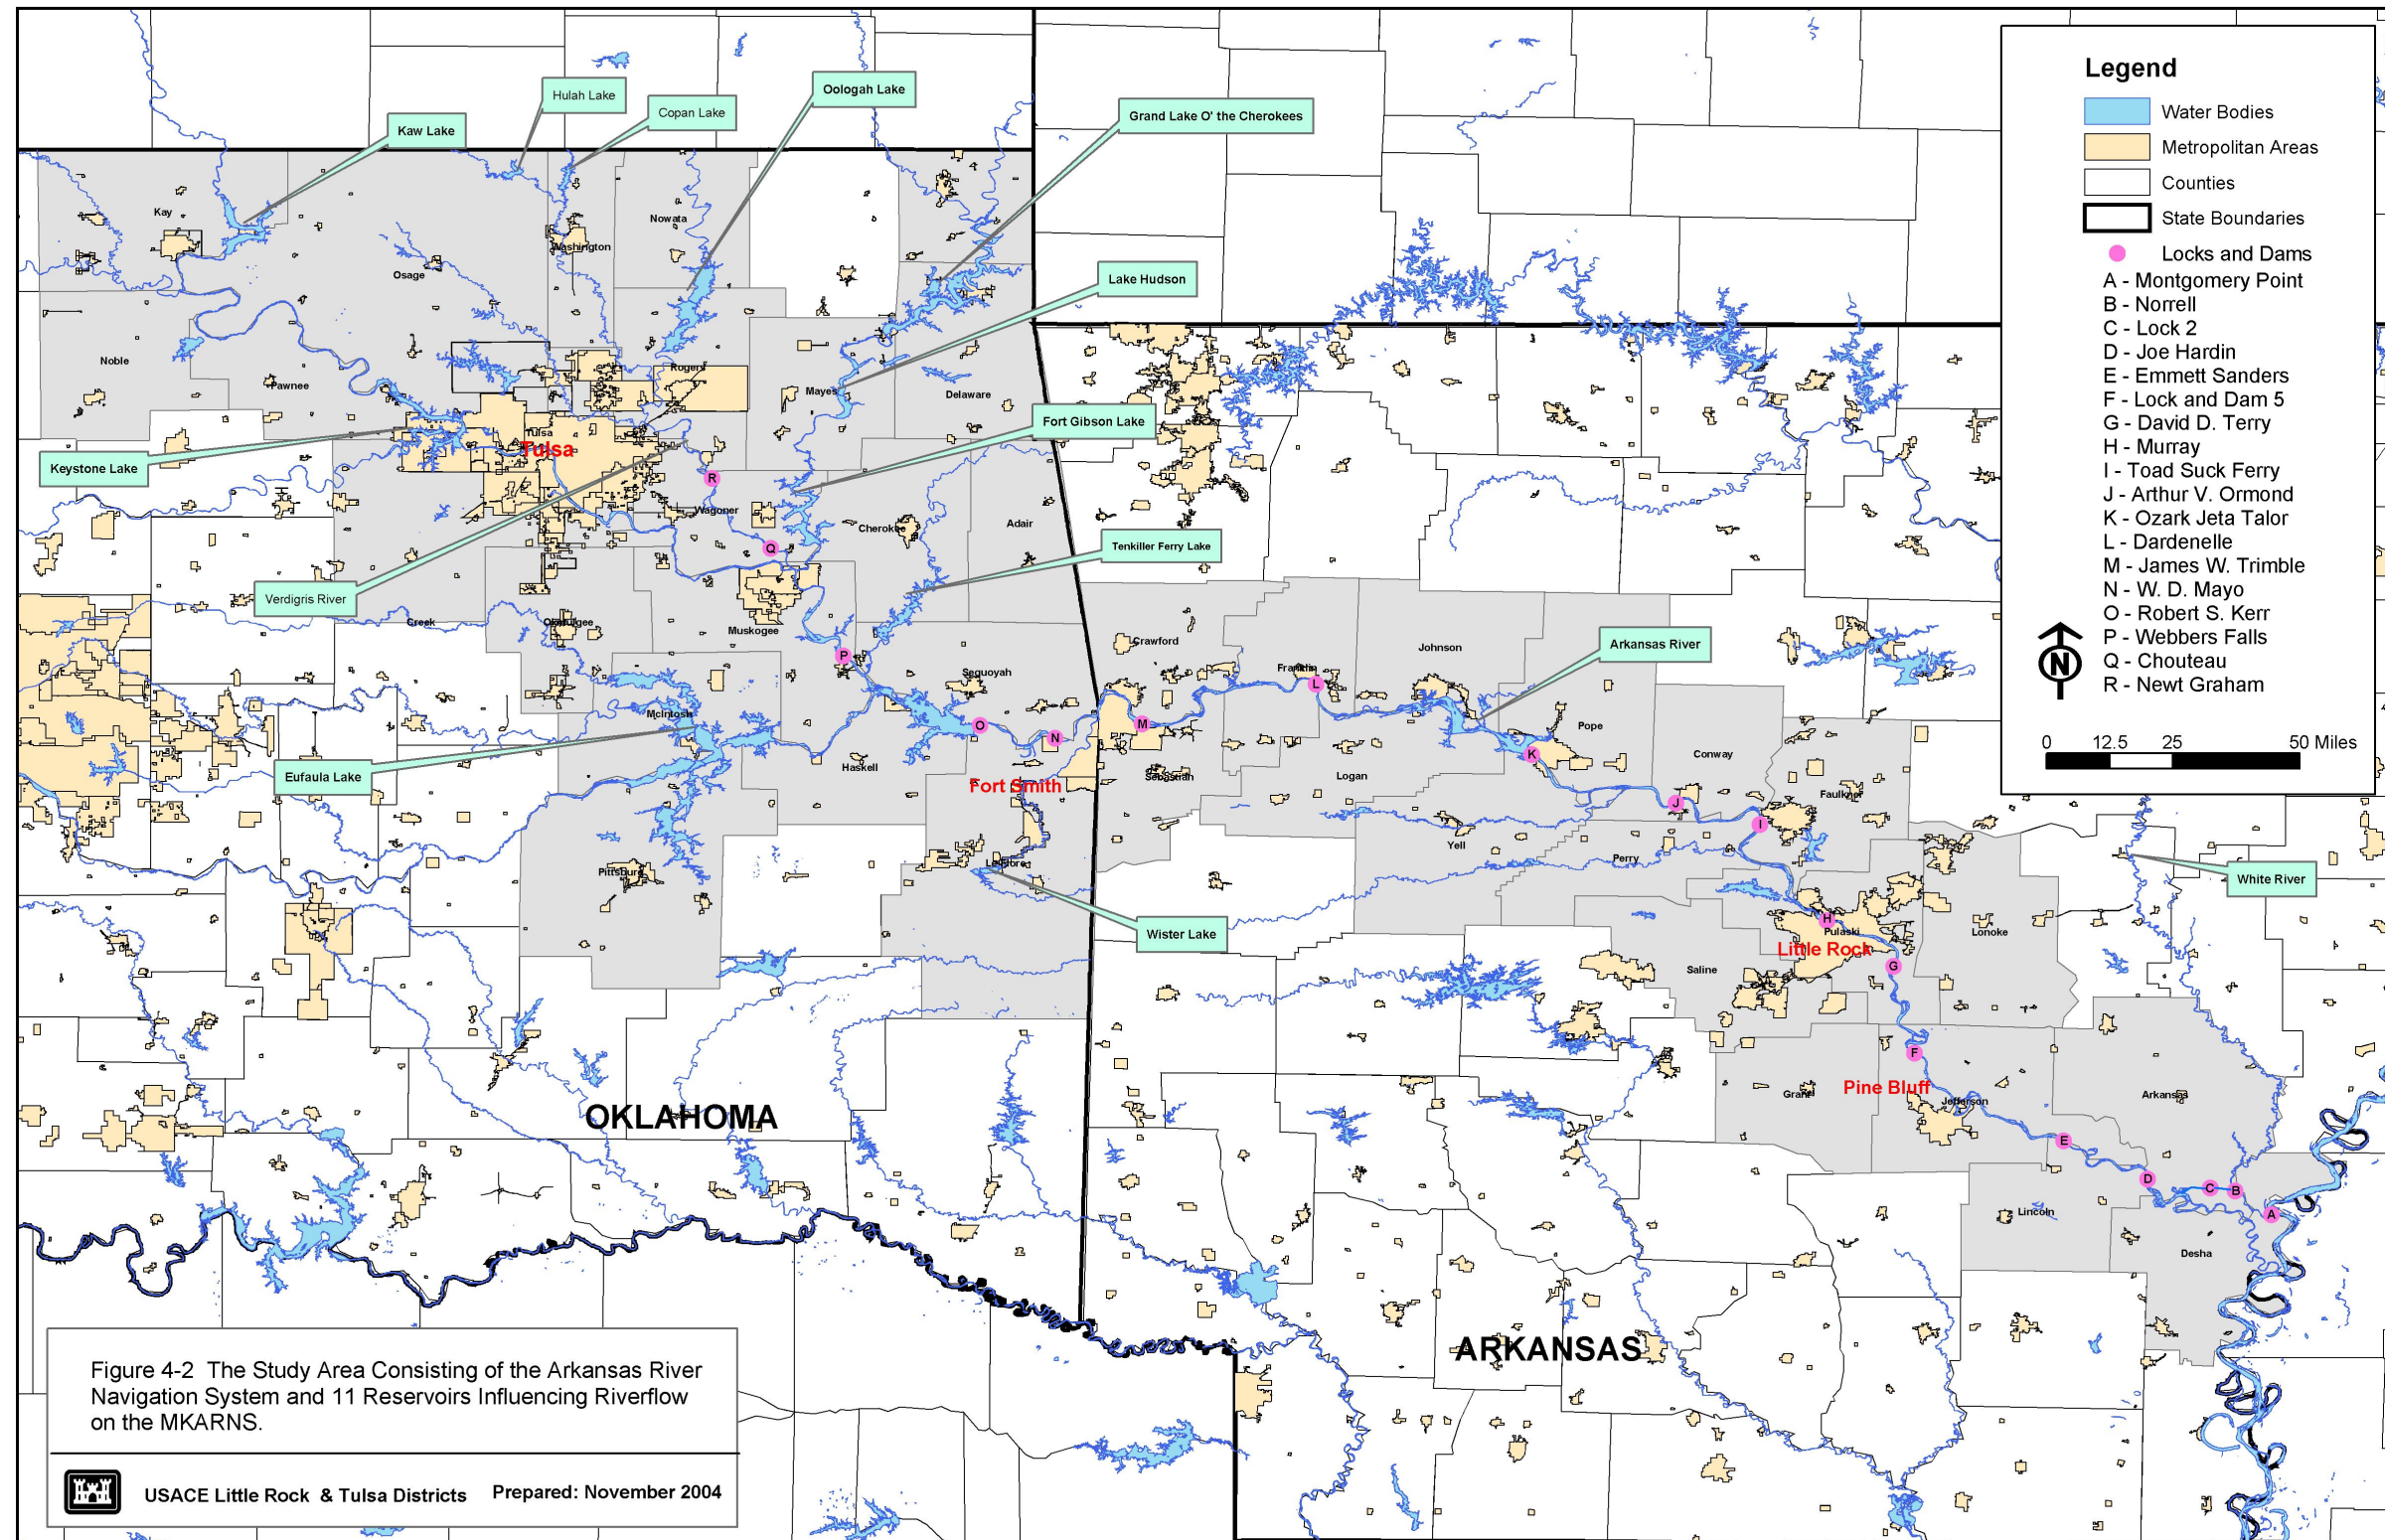 Legend
Water Bodies
Metropolitan Areas
Counties
State Boundaries
Locks and Dams
A - Montgomery Point
B - Norrell
C - Lock 2
D - Joe Hardin
E - Emmett Sanders
F - Lock and Dam 5
G - David D. Terry
H - Murray
I - Toad Suck Ferry
J - Arthur V. Ormond
K - Ozark Jeta Talor
L - Dardenelle
M - James W. Trimble
N - W. D. Mayo
O - Robert S. Kerr
P - Webbers Falls
Q - Chouteau
R - Newt Graham
N
0 12.5 25 50 Miles
Kaw Lake
Hulah Lake
Copan Lake
Oologah Lake
Grand Lake O' the Cherokees
Lake Hudson
Fort Gibson Lake
Keystone Lake
Tenkiller Ferry Lake
Verdigris River
Arkansas River
Eufaula Lake
Wister Lake
White River
Kay
Osage
Washington
Nowata
Noble
Pawnee
Rogers
Mayes
Delaware
Tulsa
Tulsa
R
Wagoner
Cherokee
Adair
Q
Creek
Okmulgee
Muskogee
P
Sequoyah
McIntosh
O
N
Haskell
Fort Smith
Pittsburg
LeFlore
Crawford
Franklin
Johnson
L
M
Sebastian
Logan
Pope
K
Conway
J
I
Faulkner
Yell
Perry
H
Pulaski
Little Rock
Lonoke
Saline
G
F
Grant
Pine Bluff
Jefferson
Arkansas
E
D
C
B
A
Lincoln
Desha
OKLAHOMA
ARKANSAS
Figure 4-2 The Study Area Consisting of the Arkansas River
Navigation System and 11 Reservoirs Influencing Riverflow
on the MKARNS.
USACE Little Rock & Tulsa Districts Prepared: November 2004